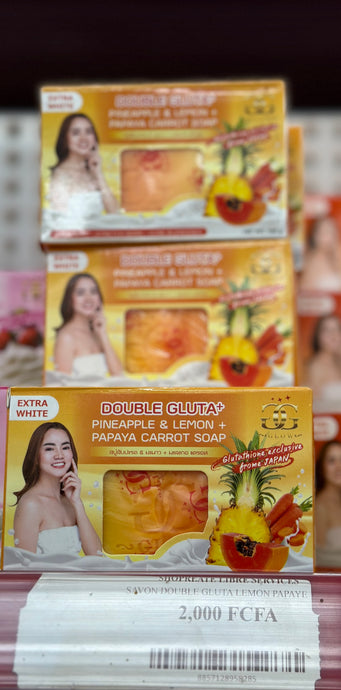 EXTRA
WHITE
DOUBLE GLUTA+
PINEAPPLE & LEMON +
PAPAYA CARROT SOAP
EXTRA
WHITE
DOUBLE GLUTA+
PINEAPPLE & LEMON +
PAPAYA CARROT SOAP
EXTRA
WHITE
DOUBLE GLUTA+
PINEAPPLE & LEMON +
PAPAYA CARROT SOAP
GLOW
Glutathione exclusive
frome JAPAN
SHOPREATE LIBRE SERVICES
SAVON DOUBLE GLUTA LEMON PAPAYE
2,000 FCFA
8857128958285